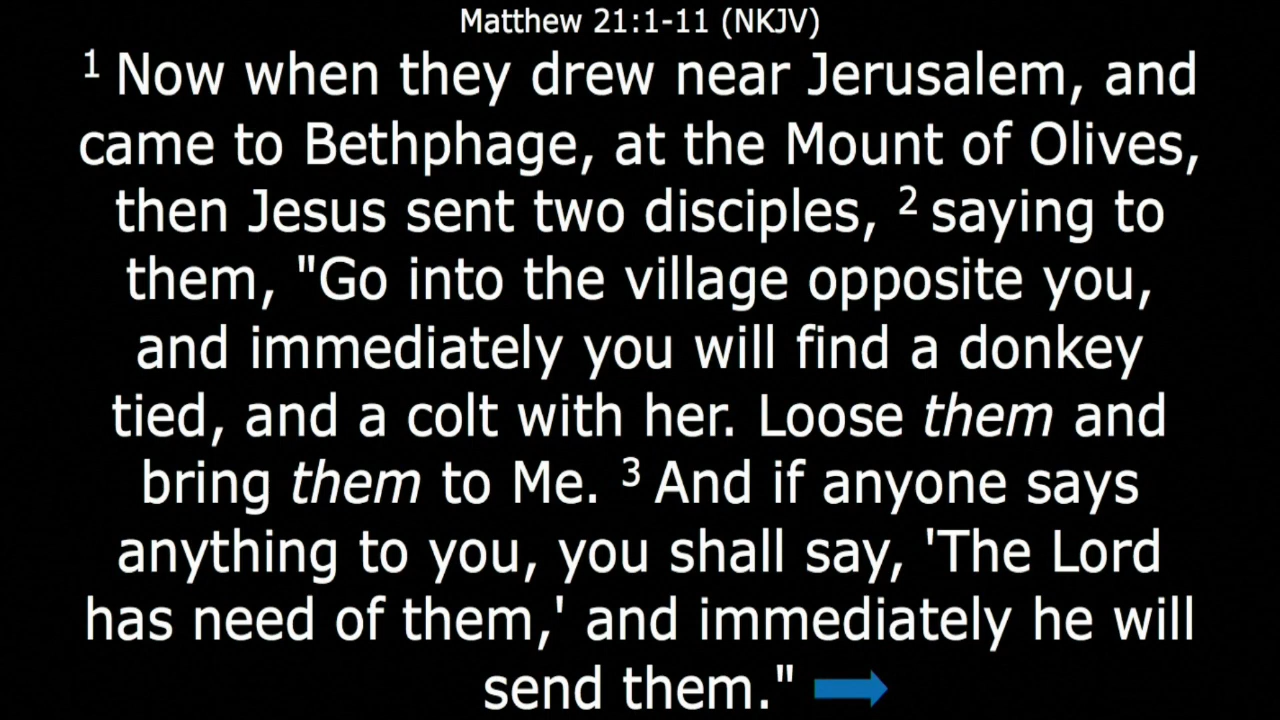 Matthew 21:1-11 (NKJV)
1 Now when they drew near Jerusalem, and
came to Bethphage, at the Mount of Olives,
then Jesus sent two disciples, 2 saying to
them, "Go into the village opposite you,
and immediately you will find a donkey
tied, and a colt with her. Loose them and
bring them to Me. 3 And if anyone says
anything to you, you shall say, 'The Lord
has need of them,' and immediately he will
send them."